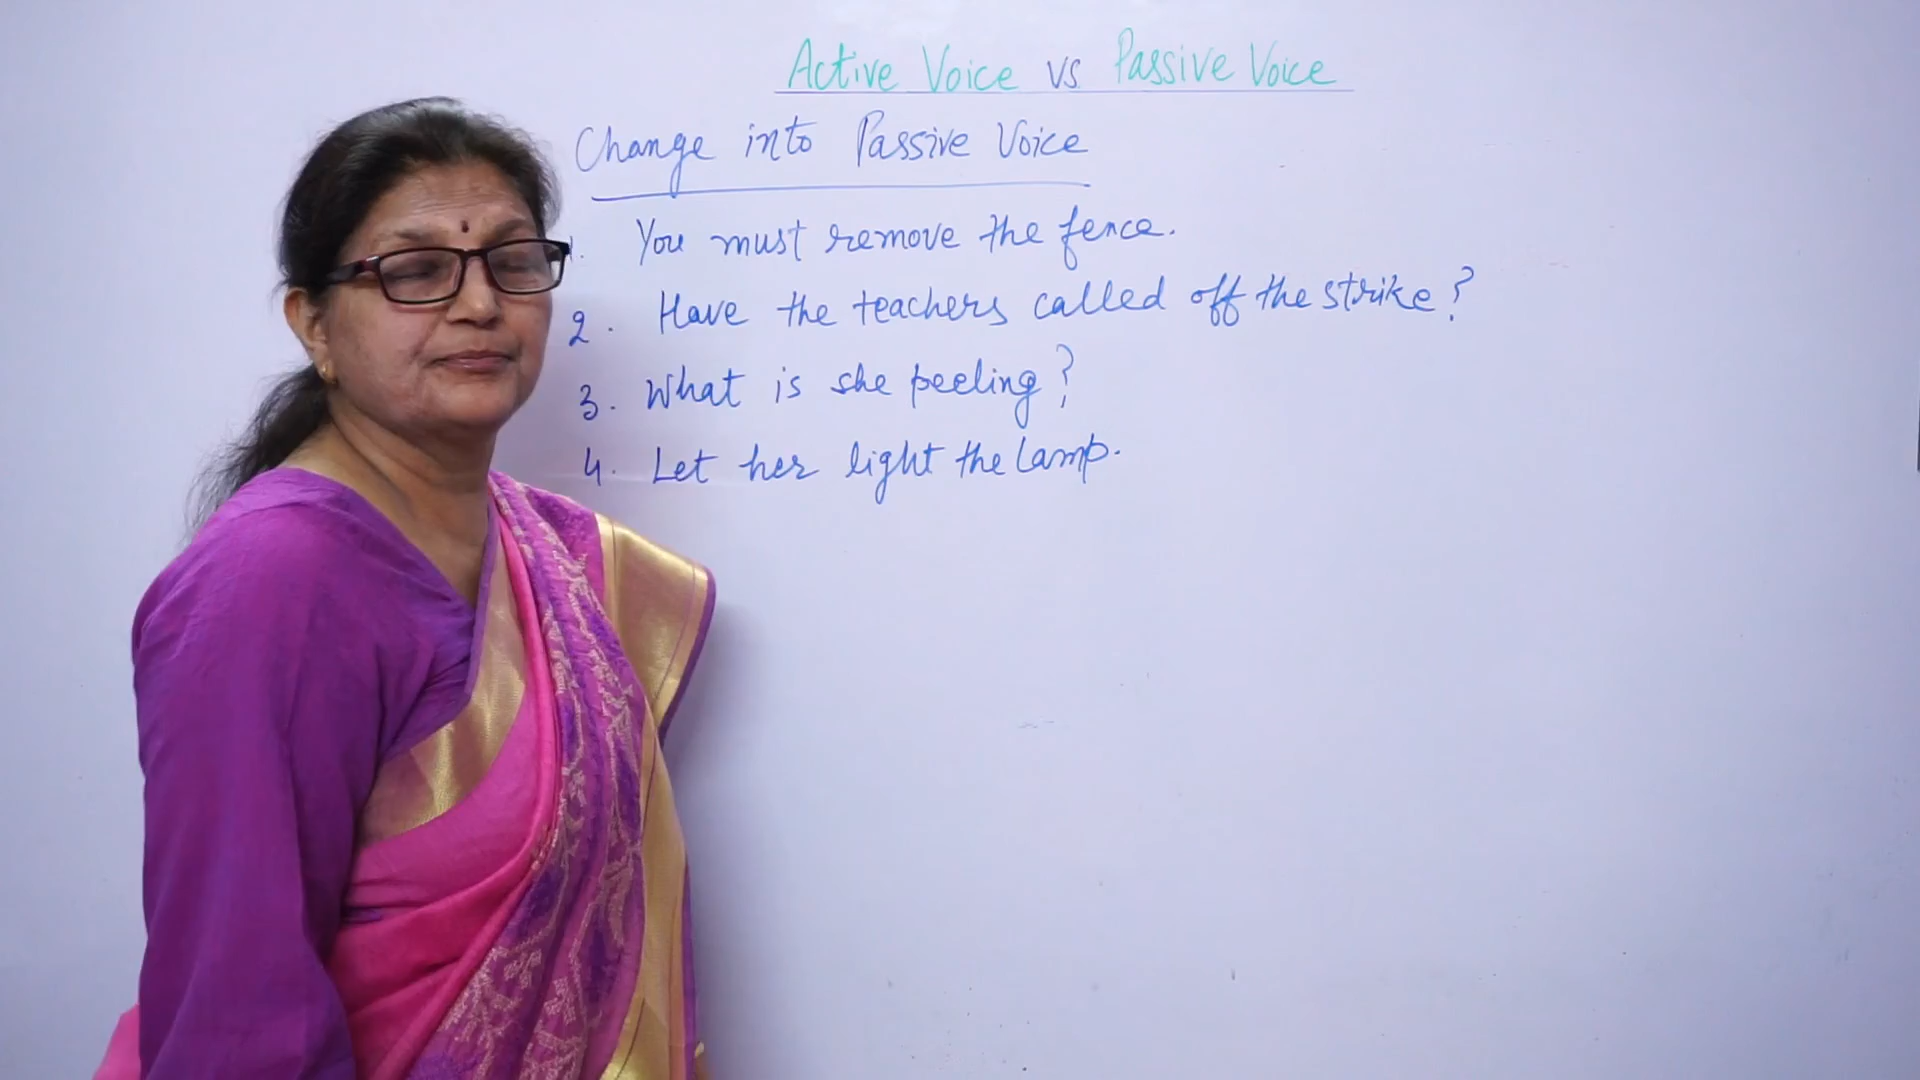 Active Voice vs Passive Voice
Change into Passive Voice
1. You must remove the fence.
2. Have the teachers called off the strike?
3. What is she peeling?
4. Let her light the lamp.